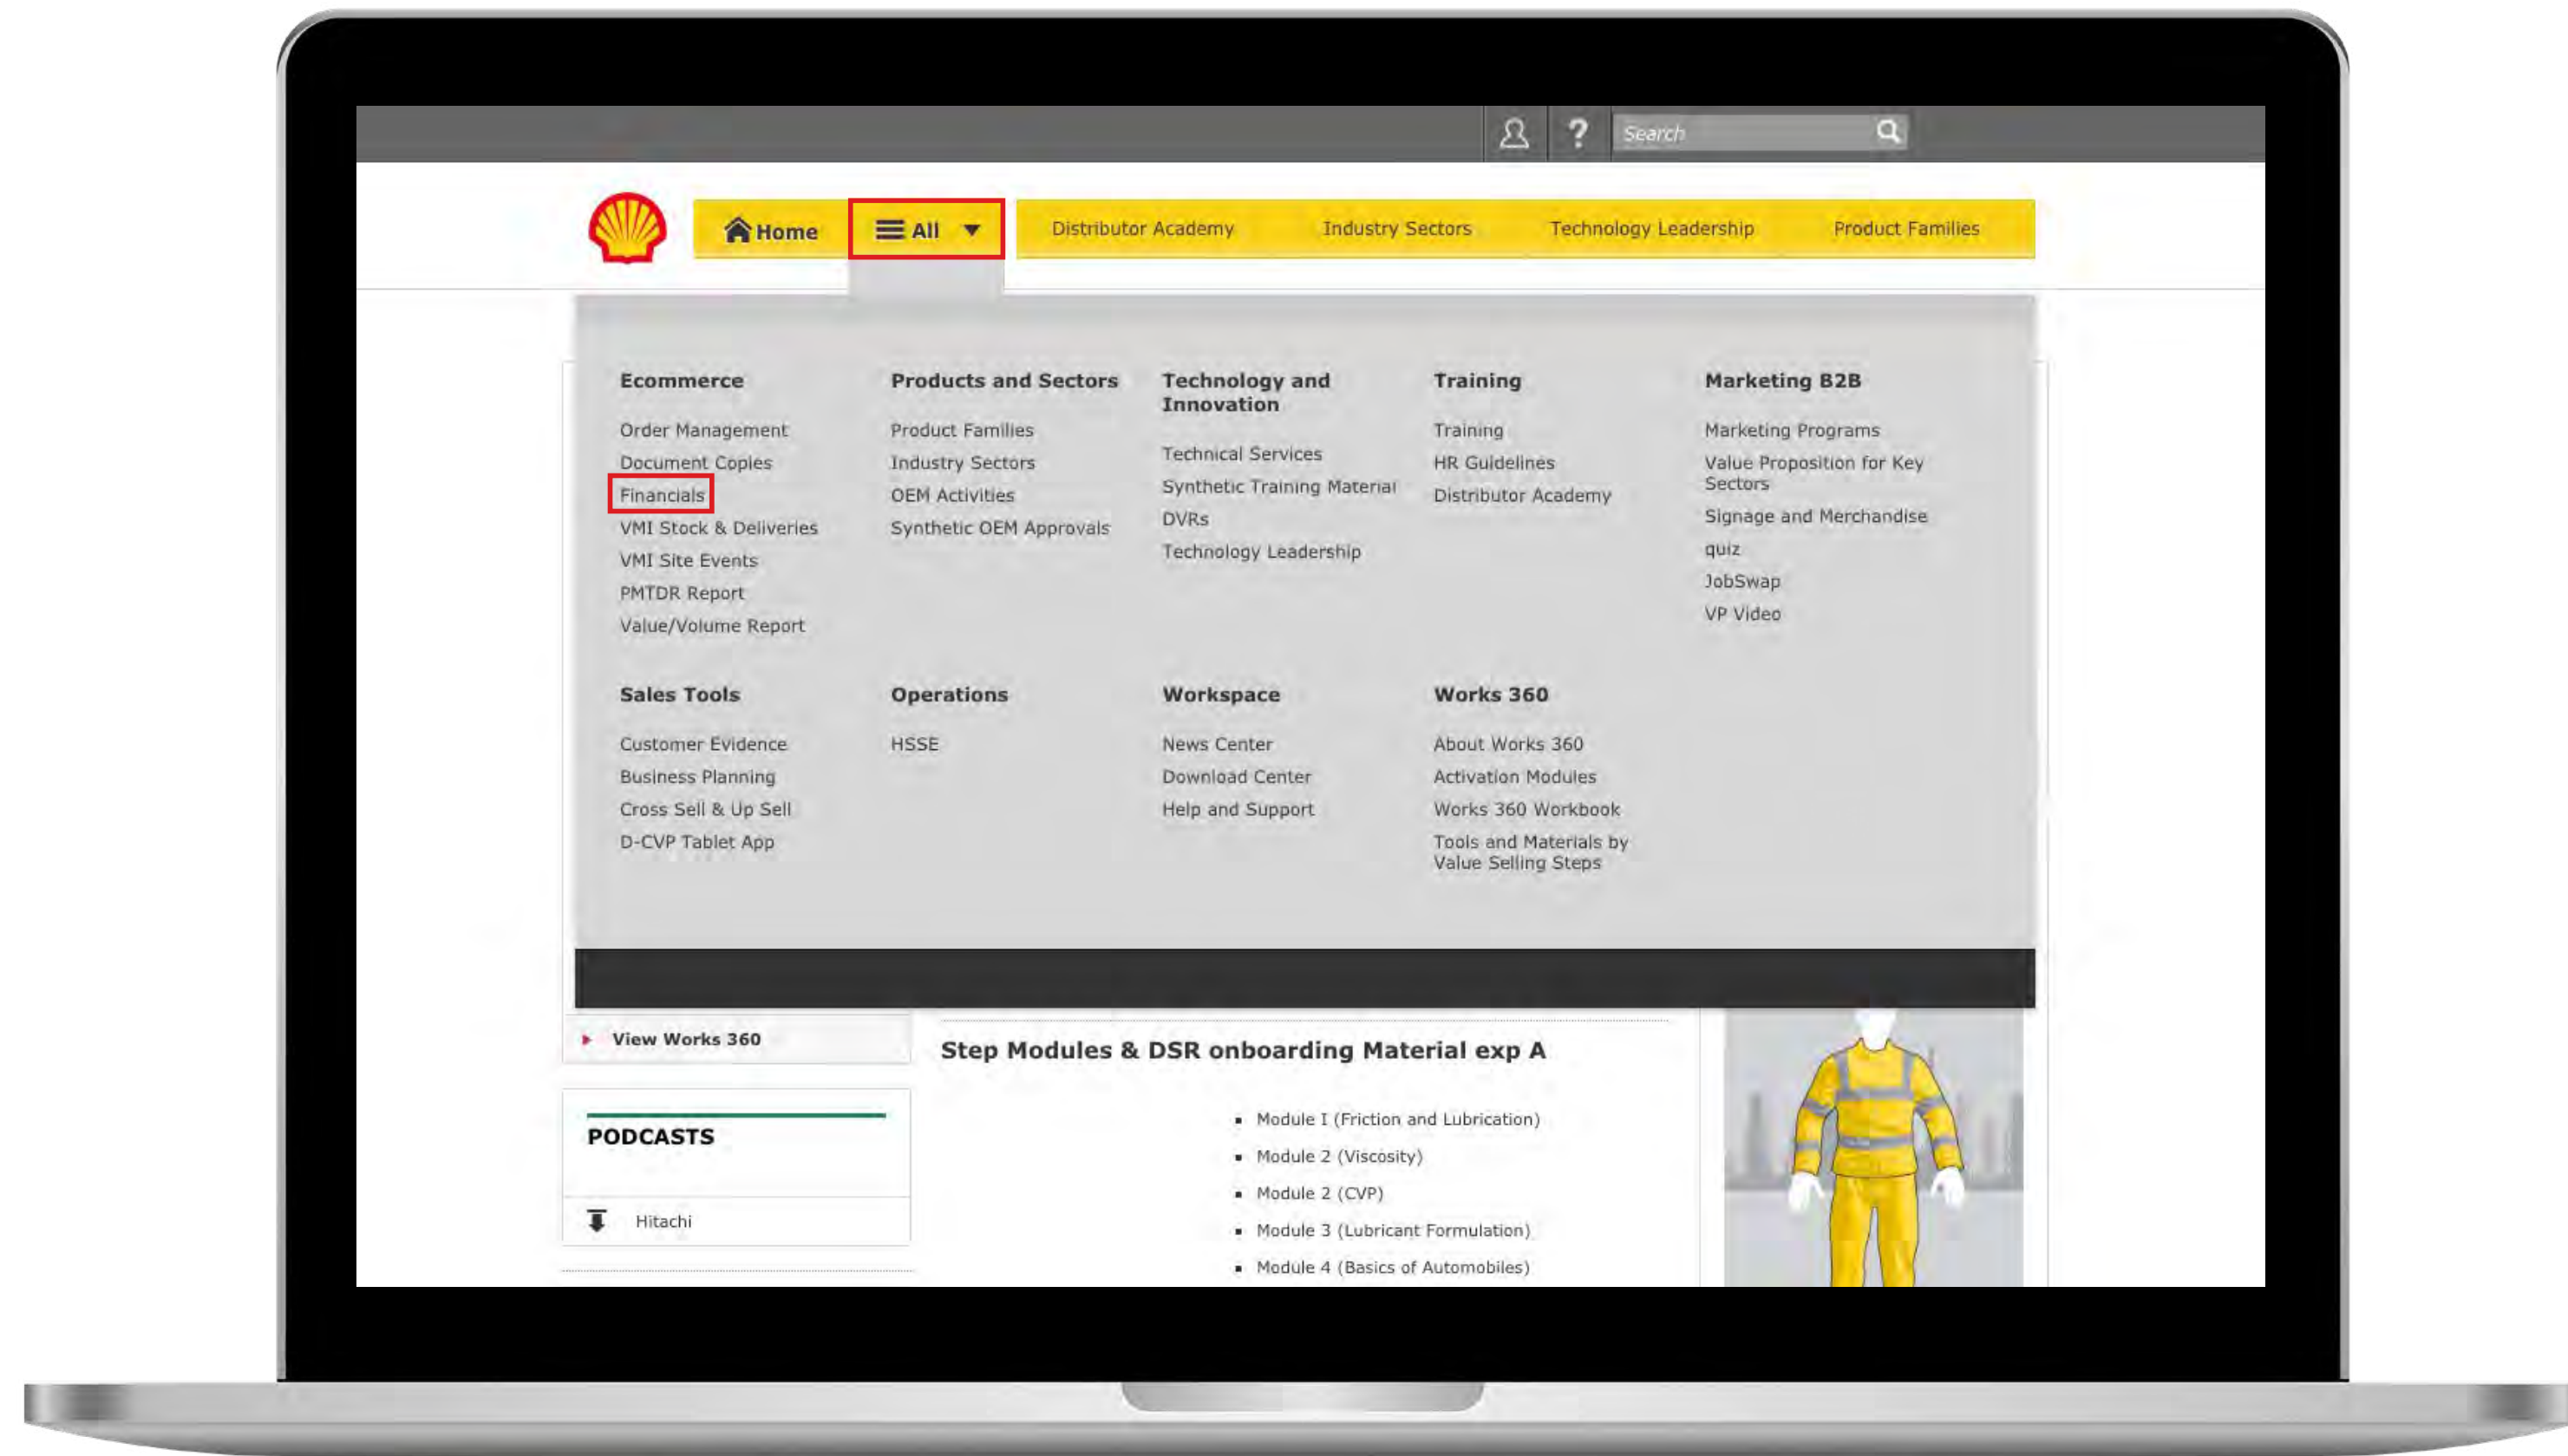 ?
Search
Home
All
Distributor Academy
Industry Sectors
Technology Leadership
Product Families
Ecommerce
Order Management
Document Copies
Financials
VMI Stock & Deliveries
VMI Site Events
PMTDR Report
Value/Volume Report
Products and Sectors
Product Families
Industry Sectors
OEM Activities
Synthetic OEM Approvals
Technology and
Innovation
Technical Services
Synthetic Training Material
DVRs
Technology Leadership
Training
Training
HR Guidelines
Distributor Academy
Marketing B2B
Marketing Programs
Value Proposition for Key
Sectors
Signage and Merchandise
quiz
JobSwap
VP Video
Sales Tools
Customer Evidence
Business Planning
Cross Sell & Up Sell
D-CVP Tablet App
Operations
HSSE
Workspace
News Center
Download Center
Help and Support
Works 360
About Works 360
Activation Modules
Works 360 Workbook
Tools and Materials by
Value Selling Steps
View Works 360
PODCASTS
Hitachi
Step Modules & DSR onboarding Material exp A
Module I (Friction and Lubrication)
Module 2 (Viscosity)
Module 2 (CVP)
Module 3 (Lubricant Formulation)
Module 4 (Basics of Automobiles)